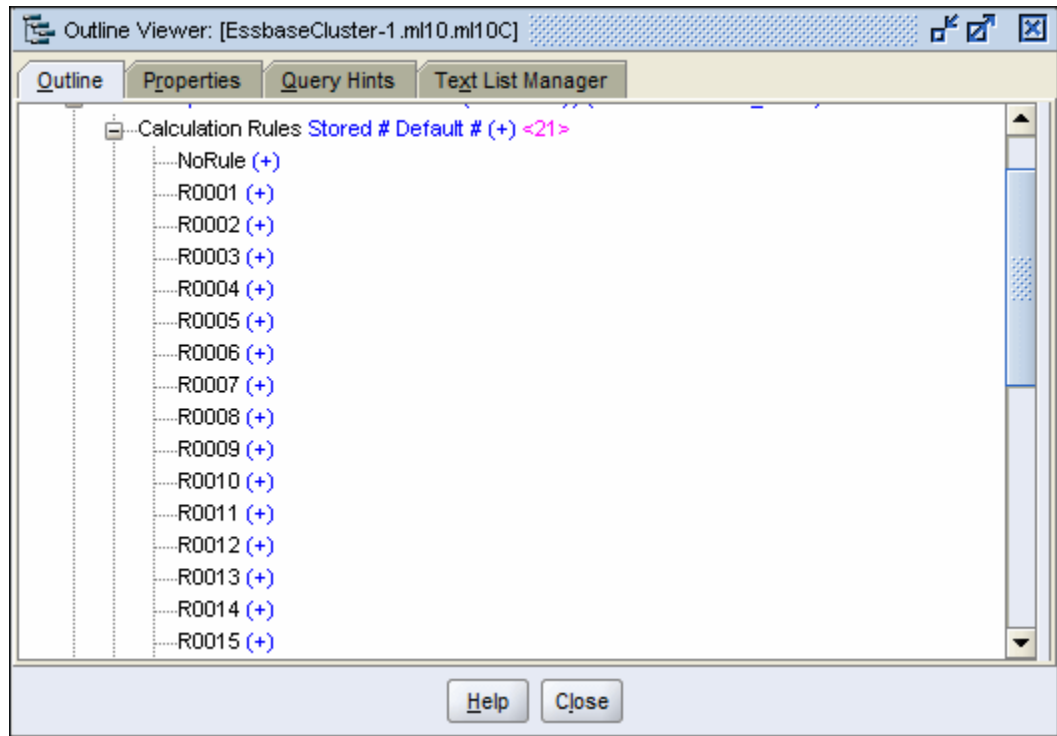 Outline Viewer: [EssbaseCluster-1.ml10.ml10C]
Outline Properties Query Hints Text List Manager
Calculation Rules Stored # Default # (+) <21>
NoRule (+)
R0001 (+)
R0002 (+)
R0003 (+)
R0004 (+)
R0005 (+)
R0006 (+)
R0007 (+)
R0008 (+)
R0009 (+)
R0010 (+)
R0011 (+)
R0012 (+)
R0013 (+)
R0014 (+)
R0015 (+)
Help Close